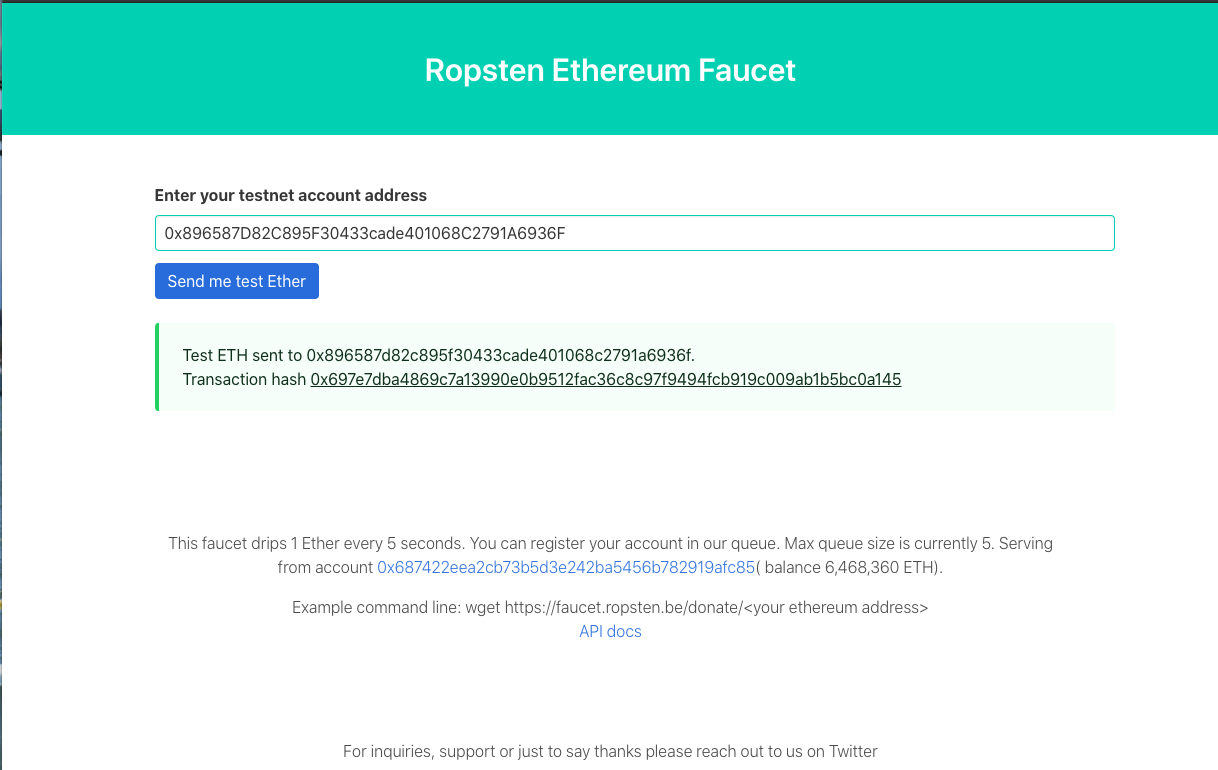 Ropsten Ethereum Faucet
Enter your testnet account address
0x896587D82C895F30433cade401068C2791A6936F
Send me test Ether
Test ETH sent to 0x896587d82c895f30433cade401068c2791a6936f.
Transaction hash 0x697e7dba4869c7a13990e0b9512fac36c8c97f9494fcb919c009ab1b5bc0a145
This faucet drips 1 Ether every 5 seconds. You can register your account in our queue. Max queue size is currently 5. Serving
from account 0x687422eea2cb73b5d3e242ba5456b782919afc85( balance 6,468,360 ETH).
Example command line: wget https://faucet.ropsten.be/donate/<your ethereum address>
API docs
For inquiries, support or just to say thanks please reach out to us on Twitter